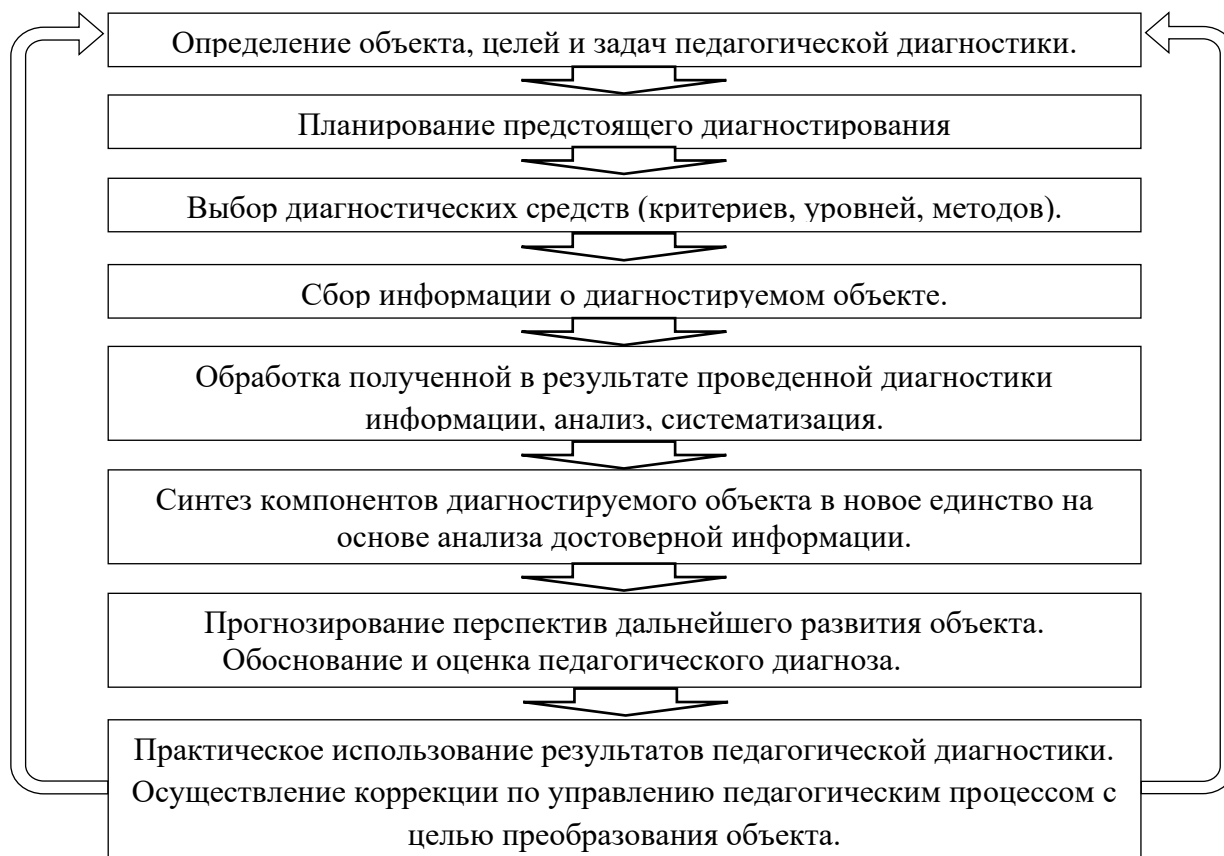 Определение объекта, целей и задач педагогической диагностики.
Планирование предстоящего диагностирования
Выбор диагностических средств (критериев, уровней, методов).
Сбор информации о диагностируемом объекте.
Обработка полученной в результате проведенной диагностики
информации, анализ, систематизация.
Синтез компонентов диагностируемого объекта в новое единство на
основе анализа достоверной информации.
Прогнозирование перспектив дальнейшего развития объекта.
Обоснование и оценка педагогического диагноза.
Практическое использование результатов педагогической диагностики.
Осуществление коррекции по управлению педагогическим процессом с
целью преобразования объекта.